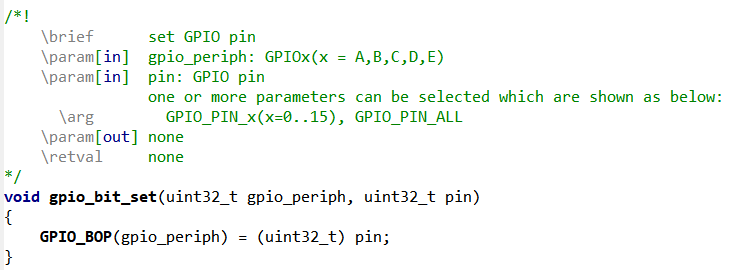 /*!
    \brief      set GPIO pin
    \param[in]  gpio_periph: GPIOx(x = A,B,C,D,E)
    \param[in]  pin: GPIO pin
                one or more parameters can be selected which are shown as below:
      \arg        GPIO_PIN_x(x=0..15), GPIO_PIN_ALL
    \param[out] none
    \retval     none
*/
void gpio_bit_set(uint32_t gpio_periph, uint32_t pin)
{
    GPIO_BOP(gpio_periph) = (uint32_t) pin;
}